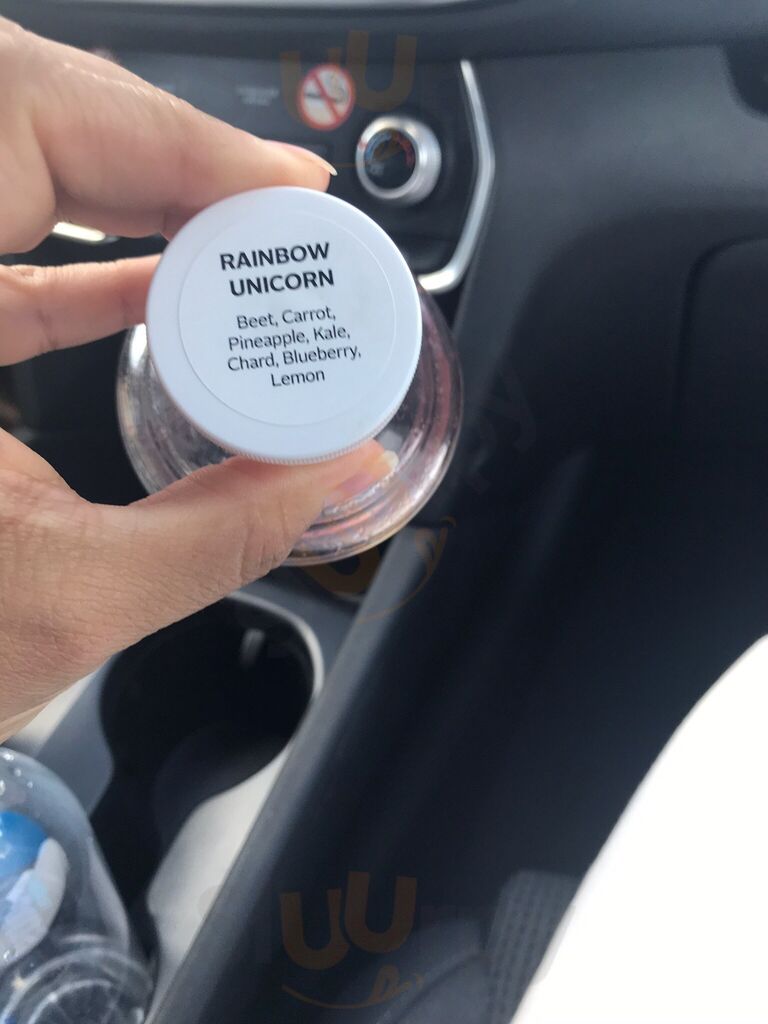 RAINBOW
UNICORN
Beet, Carrot,
Pineapple, Kale,
Chard, Blueberry,
Lemon